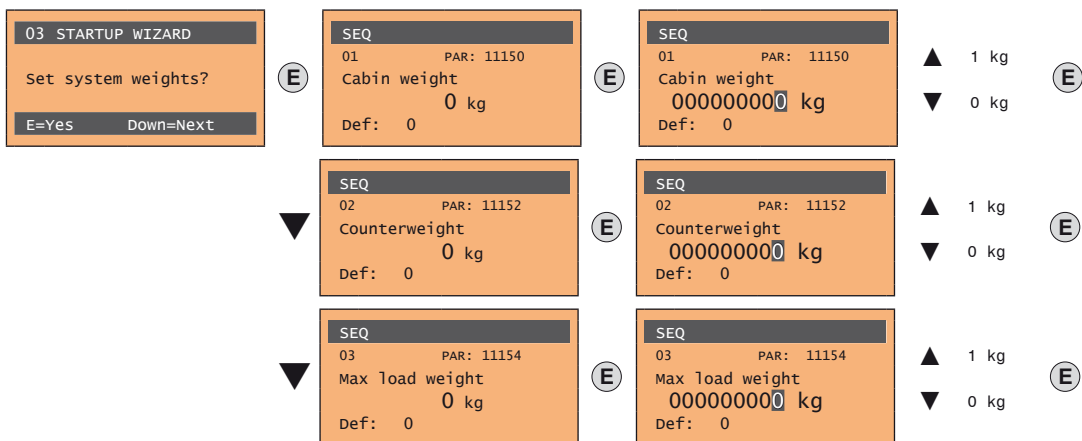 03 STARTUP WIZARD
Set system weights?
E=Yes Down=Next
E
SEQ
01 PAR: 11150
Cabin weight
0 kg
Def: 0
E
SEQ
01 PAR: 11150
Cabin weight
000000000 kg
Def: 0
1 kg
0 kg
E
SEQ
02 PAR: 11152
Counterweight
0 kg
Def: 0
E
SEQ
02 PAR: 11152
Counterweight
000000000 kg
Def: 0
1 kg
0 kg
E
SEQ
03 PAR: 11154
Max load weight
0 kg
Def: 0
E
SEQ
03 PAR: 11154
Max load weight
000000000 kg
Def: 0
1 kg
0 kg
E